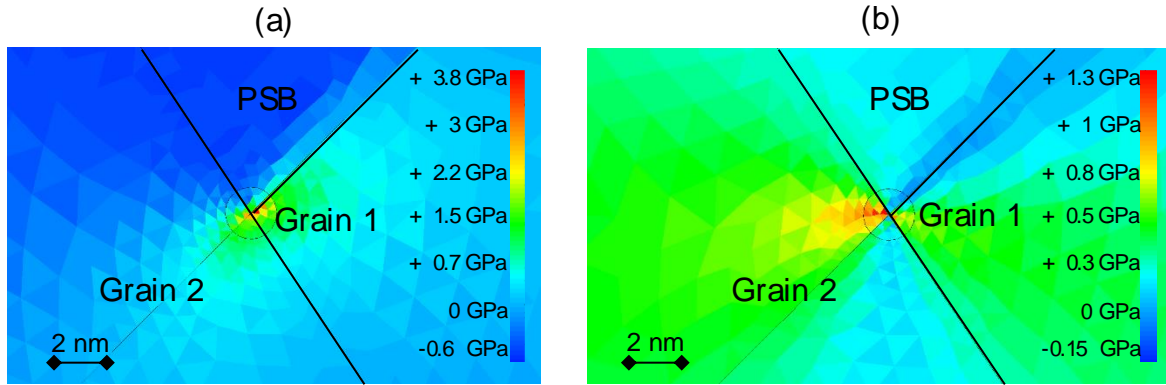 (a)
(b)
PSB
+ 3.8 GPa
+ 3 GPa
+ 2.2 GPa
+ 1.5 GPa
+ 0.7 GPa
0 GPa
-0.6 GPa
Grain 1
Grain 2
2 nm
PSB
+ 1.3 GPa
+ 1 GPa
+ 0.8 GPa
+ 0.5 GPa
+ 0.3 GPa
0 GPa
-0.15 GPa
Grain 1
Grain 2
2 nm